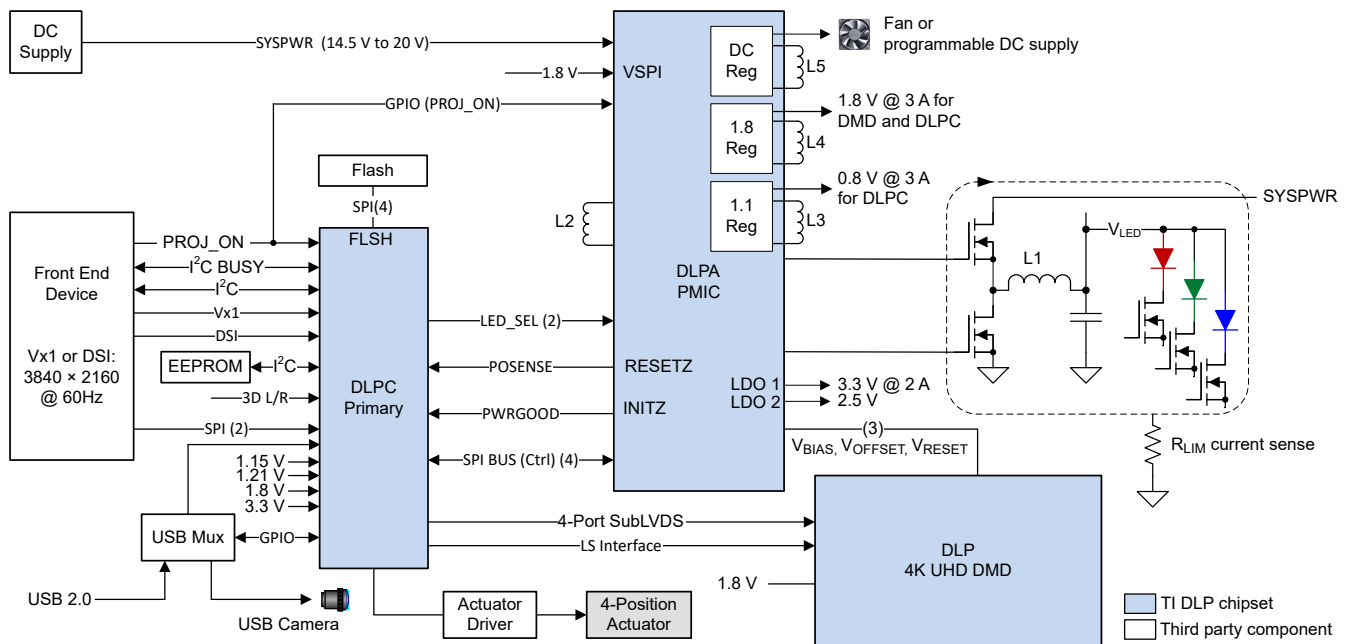 DC
Supply
SYSPWR (14.5 V to 20 V)
1.8 V
VSPI
GPIO (PROJ_ON)
DC
Reg
L5
Fan or
programmable DC supply
1.8
Reg
L4
1.8 V @ 3 A for
DMD and DLPC
1.1
Reg
L3
0.8 V @ 3 A
for DLPC
Flash
SPI(4)
FLSH
L2
DLPA
PMIC
SYSPWR
V_LED
L1
Front End
Device
Vx1 or DSI:
3840 × 2160
@ 60Hz
PROJ_ON
I²C BUSY
I²C
Vx1
DSI
EEPROM
I²C
3D L/R
SPI (2)
1.15 V
1.21 V
1.8 V
3.3 V
DLPC
Primary
LED_SEL (2)
POSENSE
RESETZ
PWRGOOD
INITZ
SPI BUS (Ctrl) (4)
LDO 1
3.3 V @ 2 A
LDO 2
2.5 V
(3)
V_BIAS, V_OFFSET, V_RESET
R_LIM current sense
USB Mux
GPIO
4-Port SubLVDS
LS Interface
DLP
4K UHD DMD
1.8 V
USB 2.0
USB Camera
Actuator
Driver
4-Position
Actuator
TI DLP chipset
Third party component